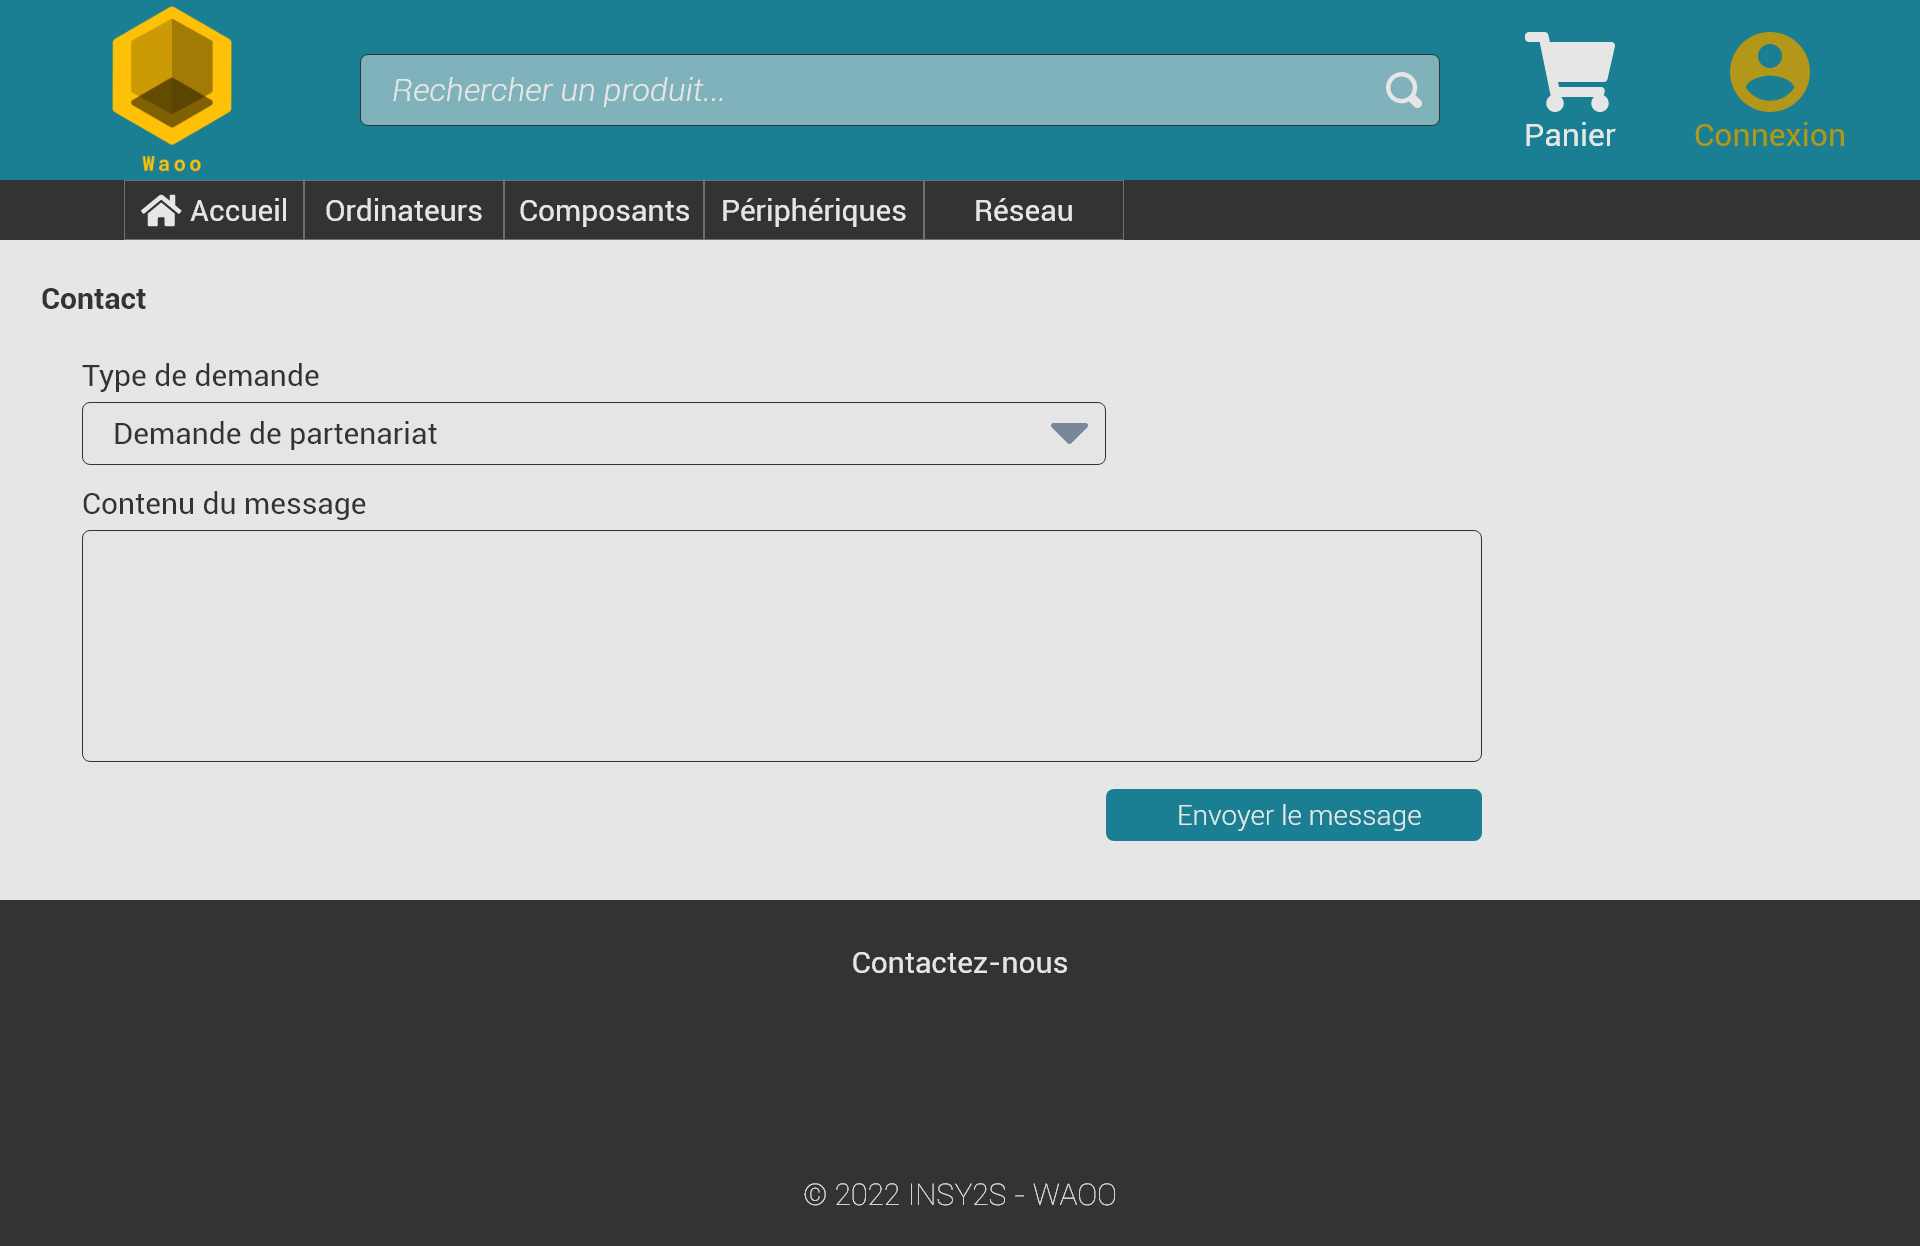 Waoo
Rechercher un produit...
Panier
Connexion
Accueil
Ordinateurs
Composants
Périphériques
Réseau
Contact
Type de demande
Demande de partenariat
Contenu du message
Envoyer le message
Contactez-nous
© 2022 INSY2S - WAOO